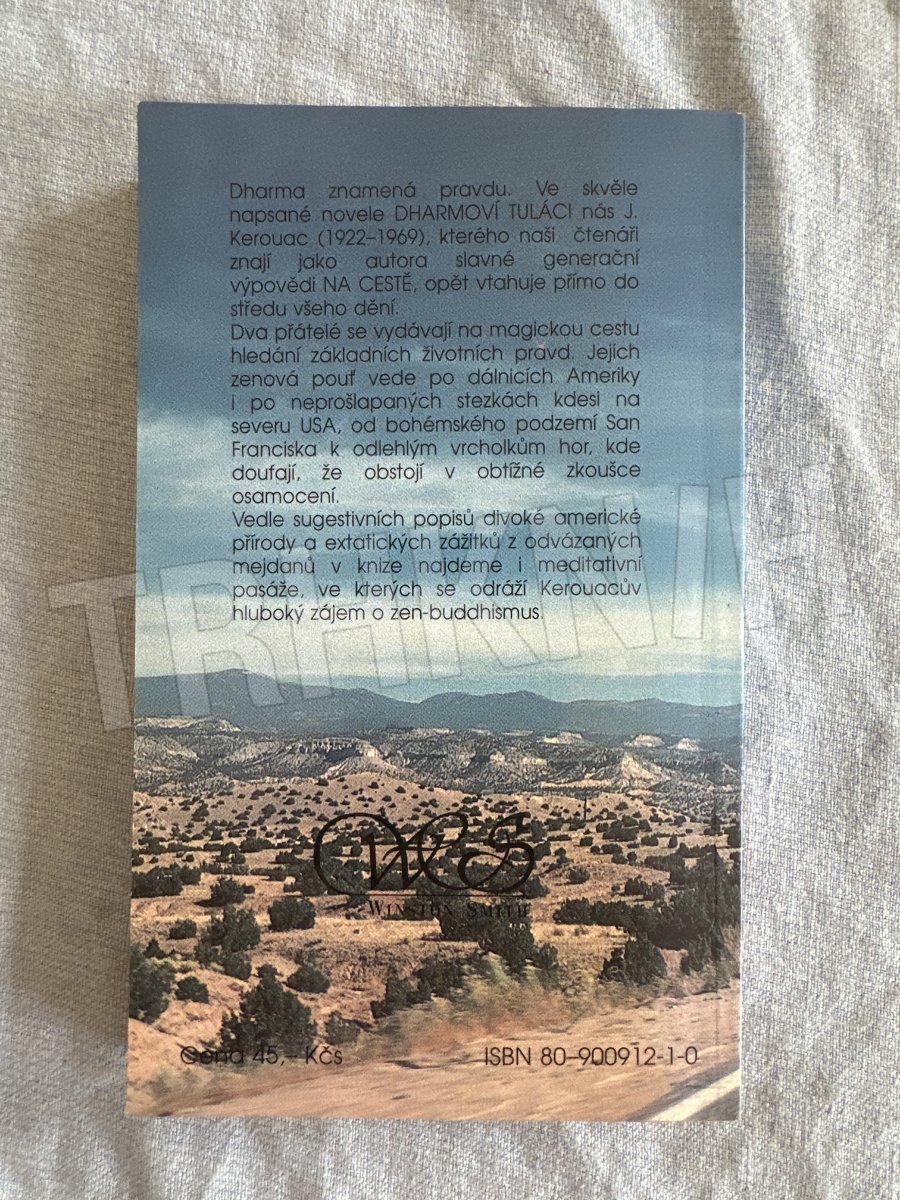 Dharma znamená pravdu. Ve skvěle
napsané novele DHARMOVÍ TULÁCI nás J.
Kerouac (1922–1969), kterého naši čtenáři
znají jako autora slavné generační
výpovědi NA CESTĚ, opět vtahuje přímo do
středu všeho dění.
Dva přátelé se vydávají na magickou cestu
hledání základních životních pravd. Jejich
zenová pouť vede po dálnicích Ameriky
i po neprošlapaných stezkách kdesi na
severu USA, od bohémského podzemí San
Franciska k odlehlým vrcholkům hor, kde
doufají, že obstojí v obtížné zkoušce
osamocení.
Vedle sugestivních popisů divoké americké
přírody a extatických zážitků z odvázaných
mejdanů v knize najdeme i meditativní
pasáže, ve kterých se odráží Kerouacův
hluboký zájem o zen-buddhismus.
WS
WINSTON SMITH
Cena 45,– Kčs
ISBN 80–900912-1-0